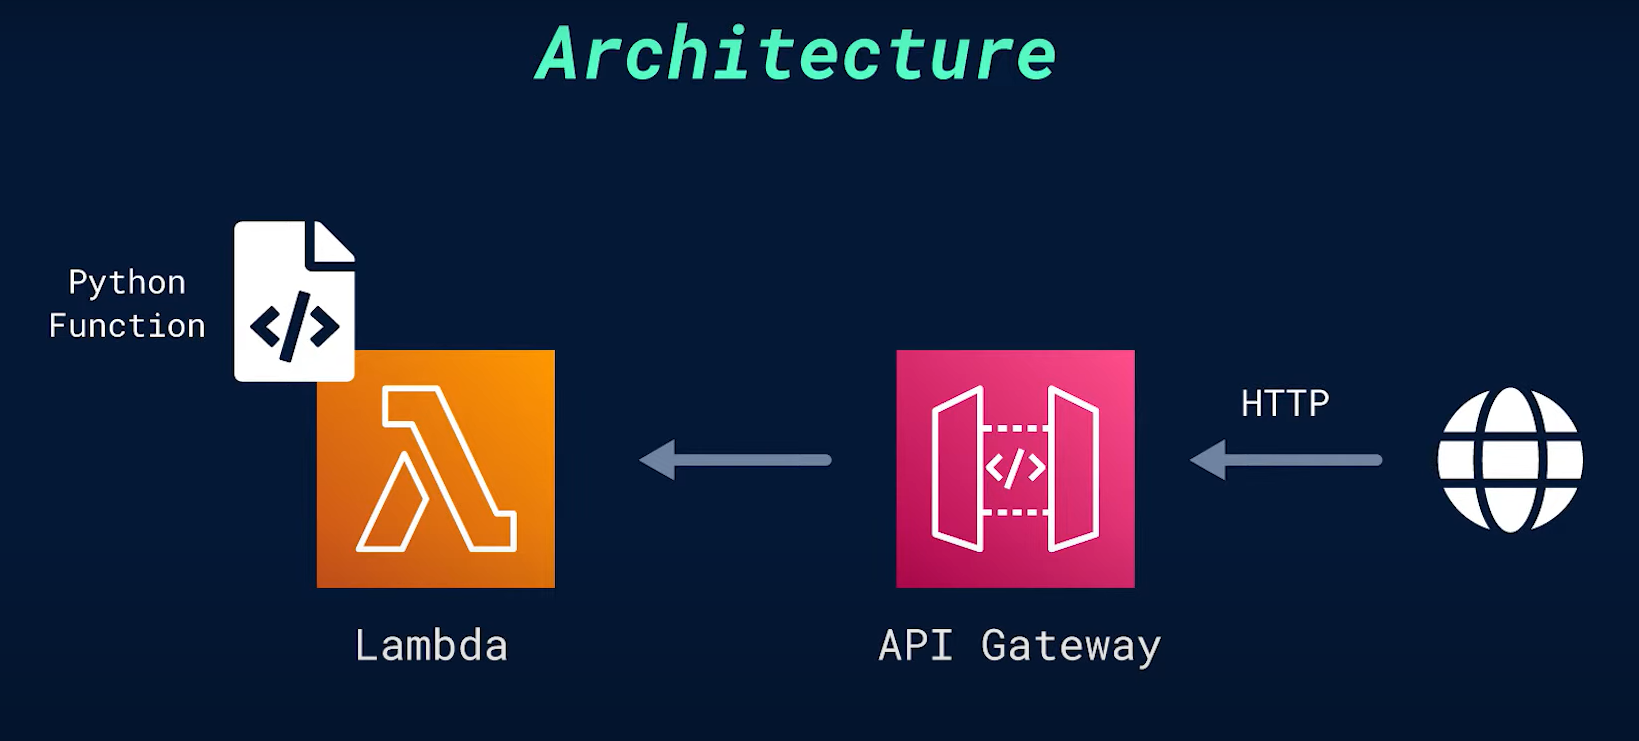 Architecture
Python
Function
</>
HTTP
</>
Lambda
API Gateway